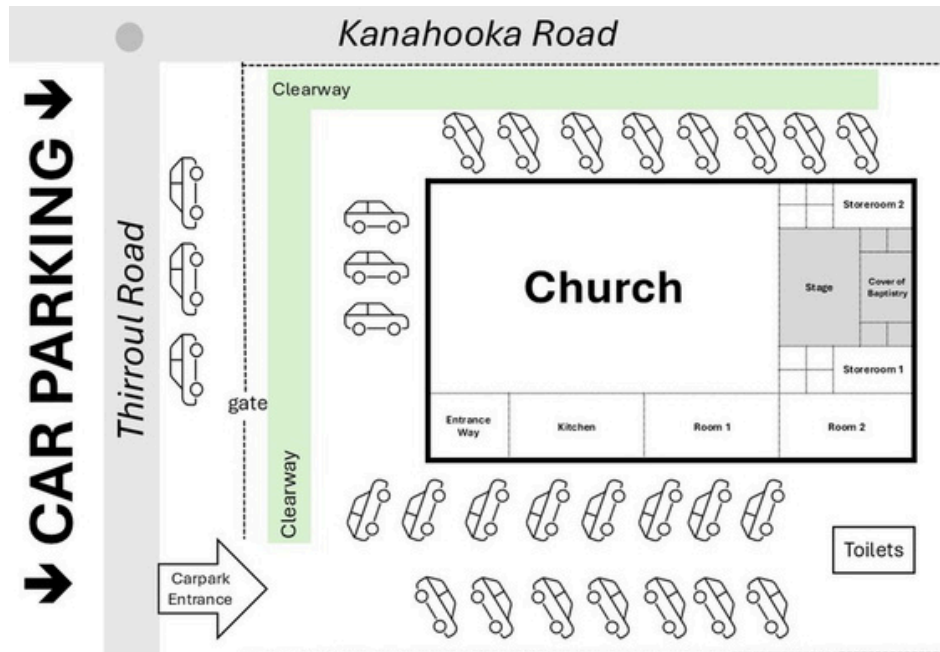 Kanahooka Road
CAR PARKING
Thirroul Road
Clearway
gate
Clearway
Carpark
Entrance
Church
Storeroom 2
Stage
Cover of
Baptistry
Storeroom 1
Entrance
Way
Kitchen
Room 1
Room 2
Toilets